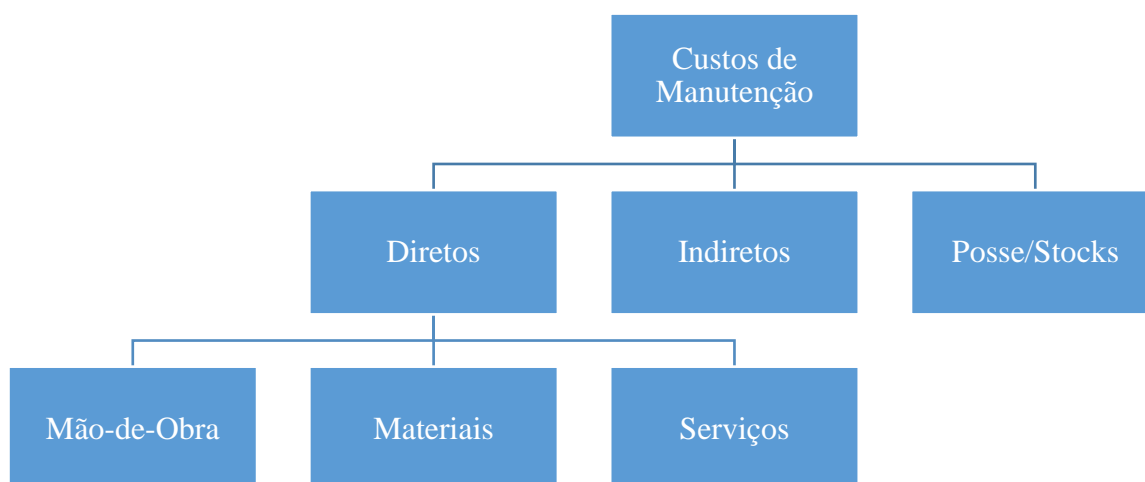 Custos de
Manutenção
Diretos
Indiretos
Posse/Stocks
Mão-de-Obra
Materiais
Serviços